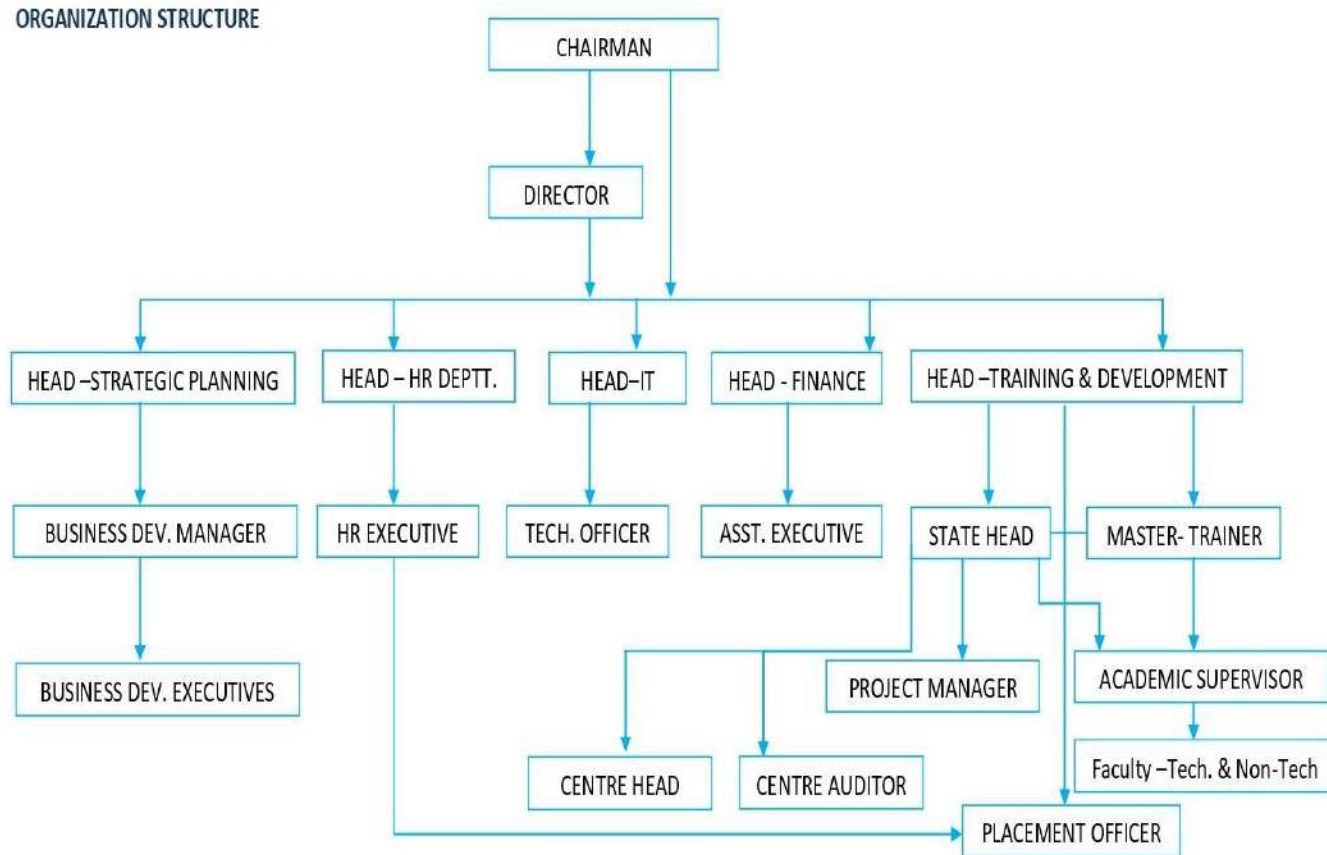 ORGANIZATION STRUCTURE
CHAIRMAN
DIRECTOR
HEAD –STRATEGIC PLANNING
HEAD – HR DEPTT.
HEAD–IT
HEAD - FINANCE
HEAD –TRAINING & DEVELOPMENT
BUSINESS DEV. MANAGER
HR EXECUTIVE
TECH. OFFICER
ASST. EXECUTIVE
STATE HEAD
MASTER- TRAINER
BUSINESS DEV. EXECUTIVES
PROJECT MANAGER
ACADEMIC SUPERVISOR
CENTRE HEAD
CENTRE AUDITOR
Faculty –Tech. & Non-Tech
PLACEMENT OFFICER